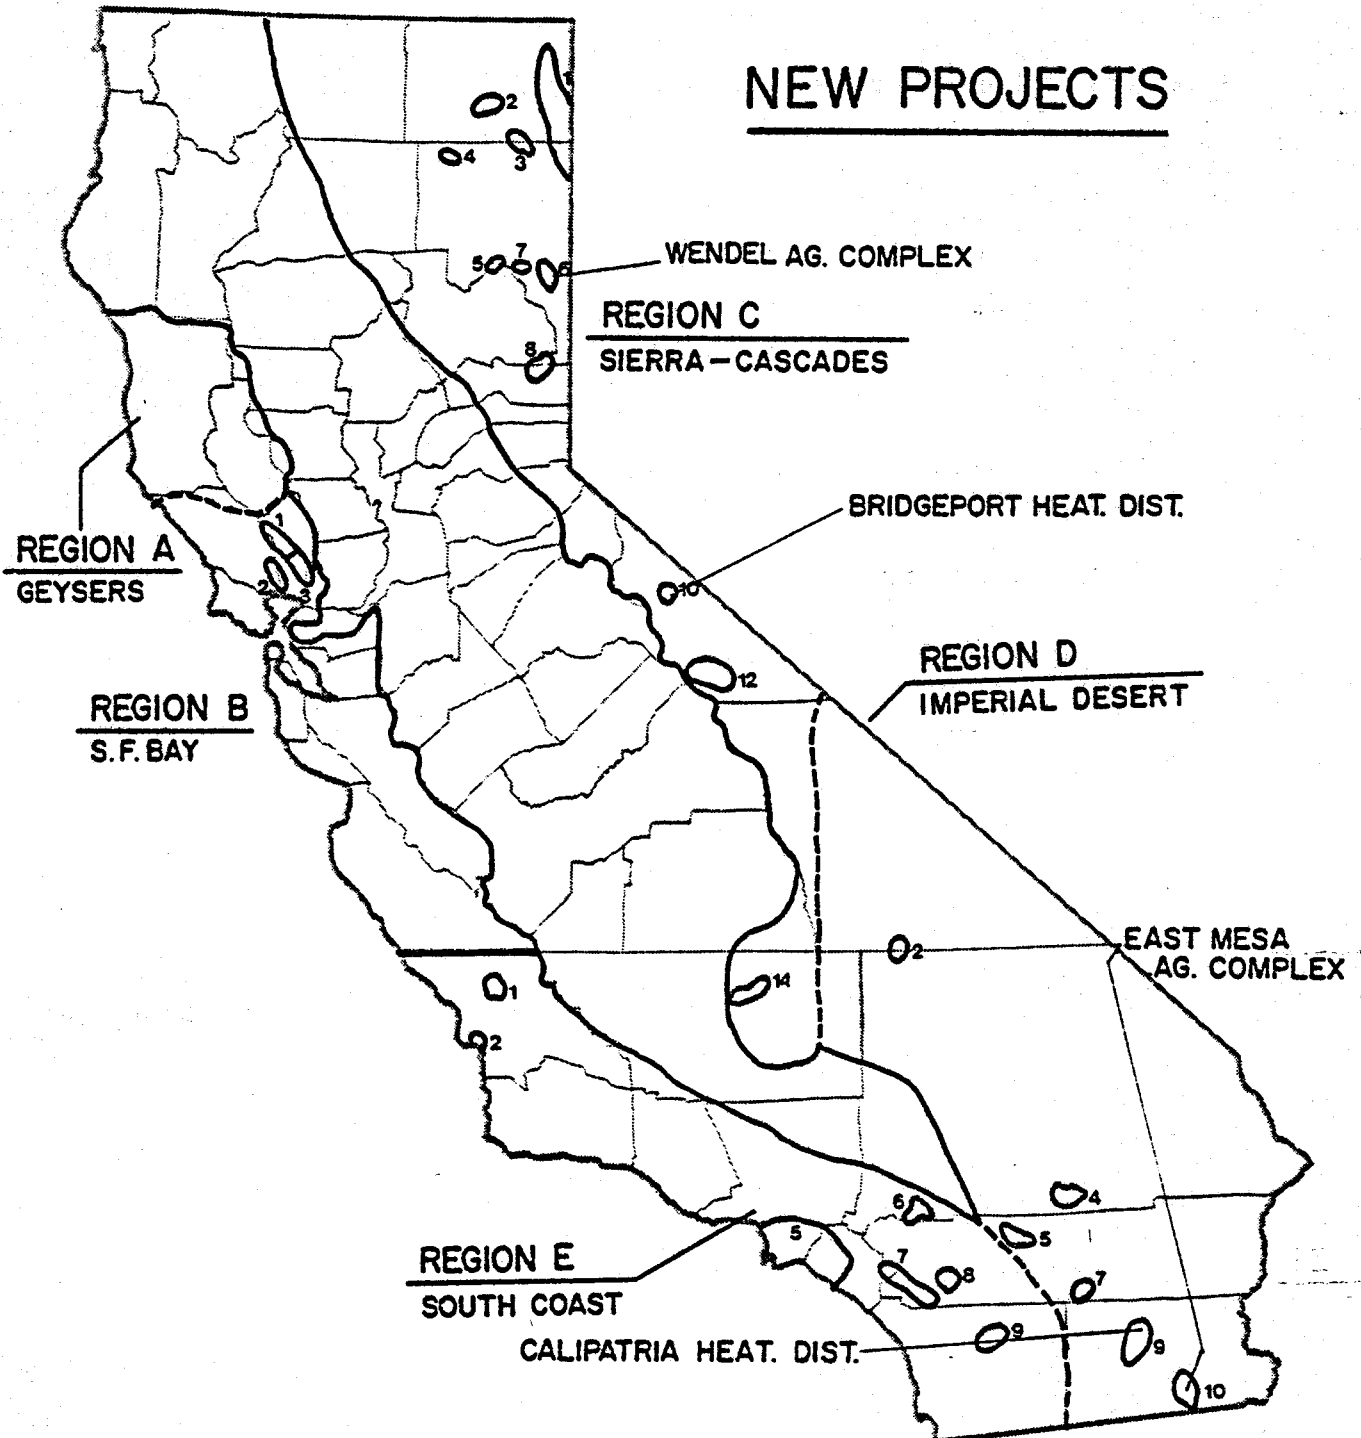 NEW PROJECTS
1
2
3
4
5
7
6
WENDEL AG. COMPLEX
REGION C
SIERRA-CASCADES
8
BRIDGEPORT HEAT. DIST.
REGION A
GEYSERS
1
2
3
10
REGION D
IMPERIAL DESERT
12
REGION B
S.F. BAY
EAST MESA
AG. COMPLEX
2
14
1
2
4
6
5
5
REGION E
SOUTH COAST
7
8
7
CALIPATRIA HEAT. DIST.
9
9
10